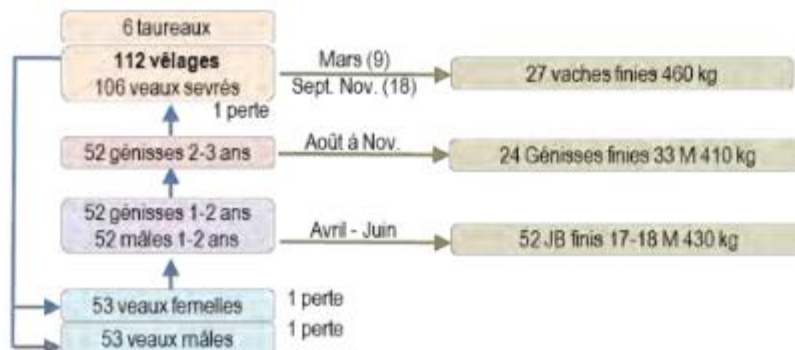 6 taureaux
112 vêlages
106 veaux sevrés
1 perte
Mars (9)
Sept. Nov. (18)
27 vaches finies 460 kg
52 génisses 2-3 ans
Août á Nov.
24 Génisses finies 33 M 410 kg
52 génisses 1-2 ans
52 mâles 1-2 ans
Avril - Juin
52 JB finis 17-18 M 430 kg
53 veaux femelles
1 perte
53 veaux mâles
1 perte